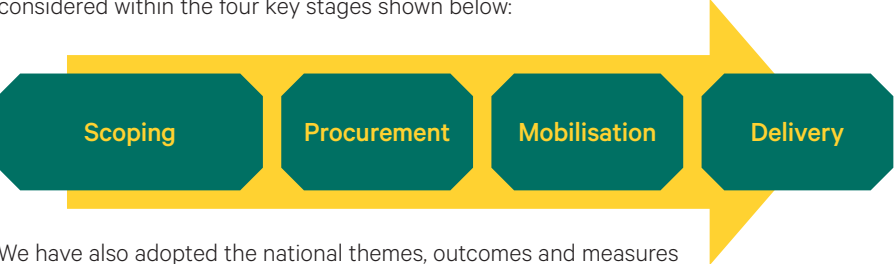 considered within the four key stages shown below:
Scoping Procurement Mobilisation Delivery
We have also adopted the national themes, outcomes and measures